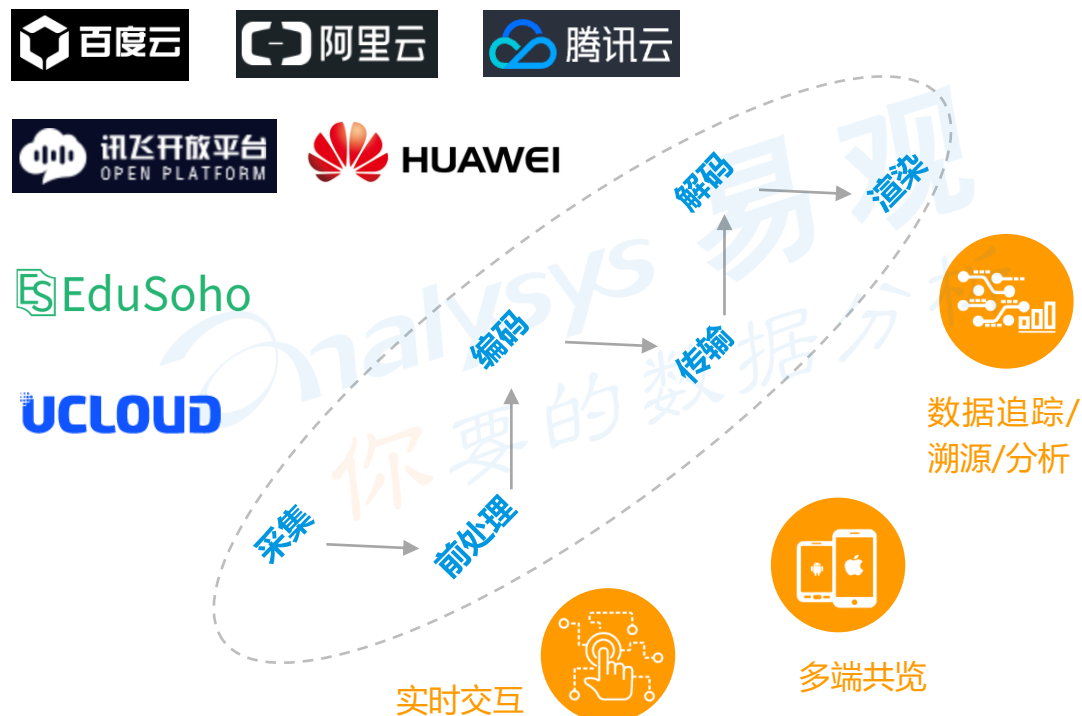 百度云
阿里云
腾讯云
讯飞开放平台
OPEN PLATFORM
HUAWEI
ES EduSoho
UCLOUD
解码
渲染
编码
传输
采集
前处理
nalysys 易观
你要的数据分析
数据追踪/
溯源/分析
多端共览
实时交互